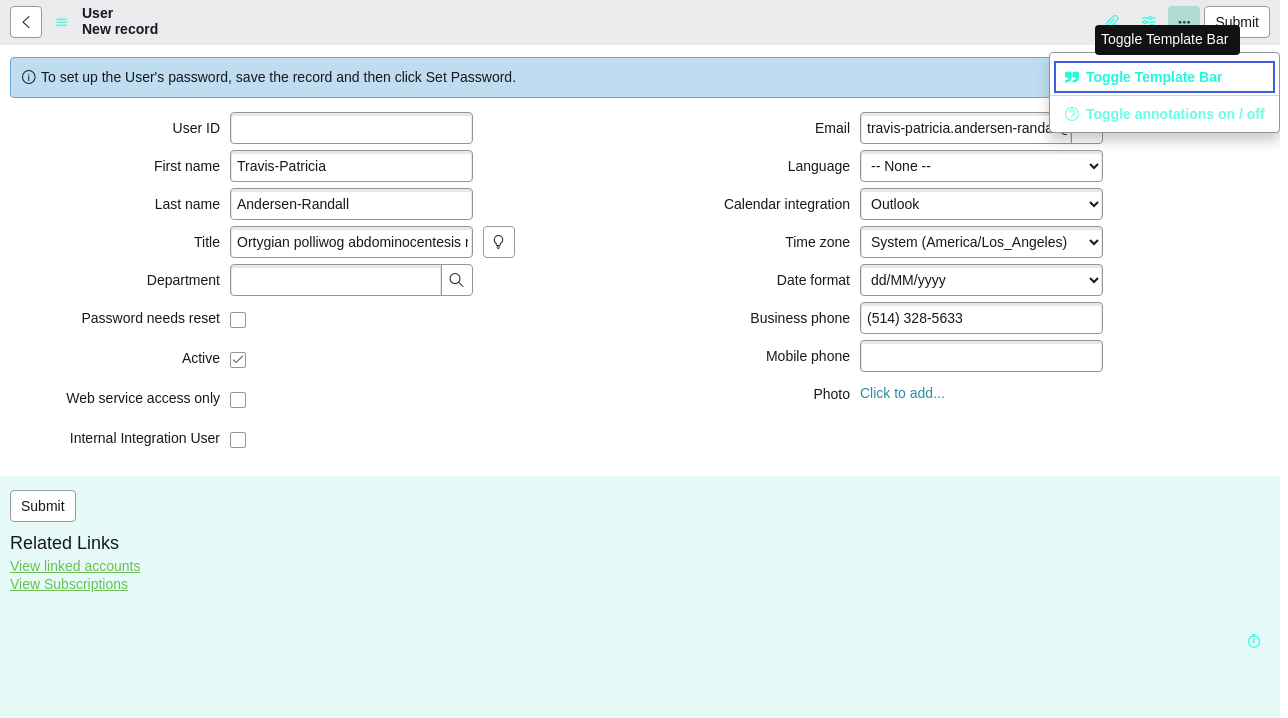 User
New record
Submit
Toggle Template Bar
Toggle Template Bar
Toggle annotations on / off
To set up the User's password, save the record and then click Set Password.
User ID
First name Travis-Patricia
Last name Andersen-Randall
Title Ortygian polliwog abdominocentesis
Department
Password needs reset
Active
Web service access only
Internal Integration User
Email travis-patricia.andersen-randa
Language -- None --
Calendar integration Outlook
Time zone System (America/Los_Angeles)
Date format dd/MM/yyyy
Business phone (514) 328-5633
Mobile phone
Photo Click to add...
Submit
Related Links
View linked accounts
View Subscriptions